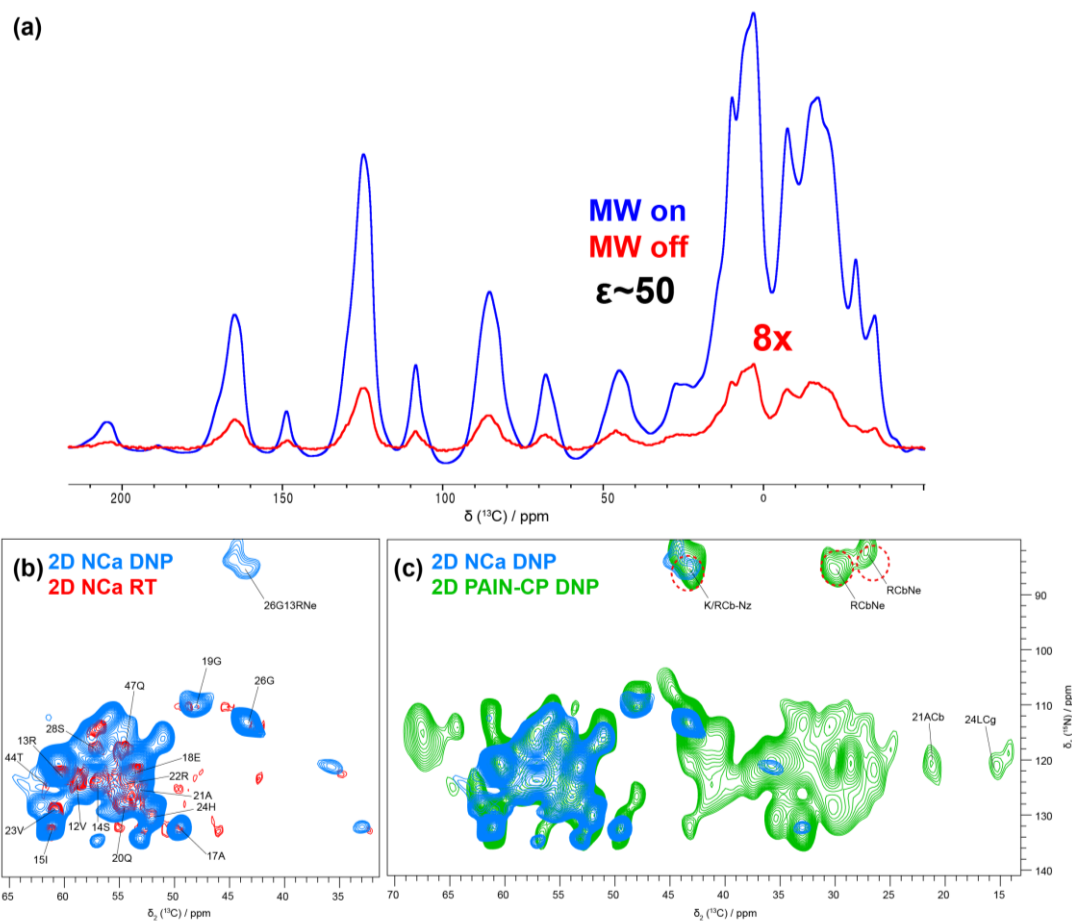 (a)
MW on
MW off
ε~50
8x
200 150 100 50 0
δ (¹³C) / ppm
(b)
2D NCa DNP
2D NCa RT
26G13RNe
19G
26G
47Q
28S
13R
44T
18E
22R
21A
24H
23V
12V
14S
15I
20Q
17A
65 60 55 50 45 40 35
δ₂ (¹³C) / ppm
(c)
2D NCa DNP
2D PAIN-CP DNP
K/RCb-Nz
RCbNe
RCbNe
21ACb
24LCg
70 65 60 55 50 45 40 35 30 25 20 15
δ₂ (¹³C) / ppm
90
100
110
120
130
140